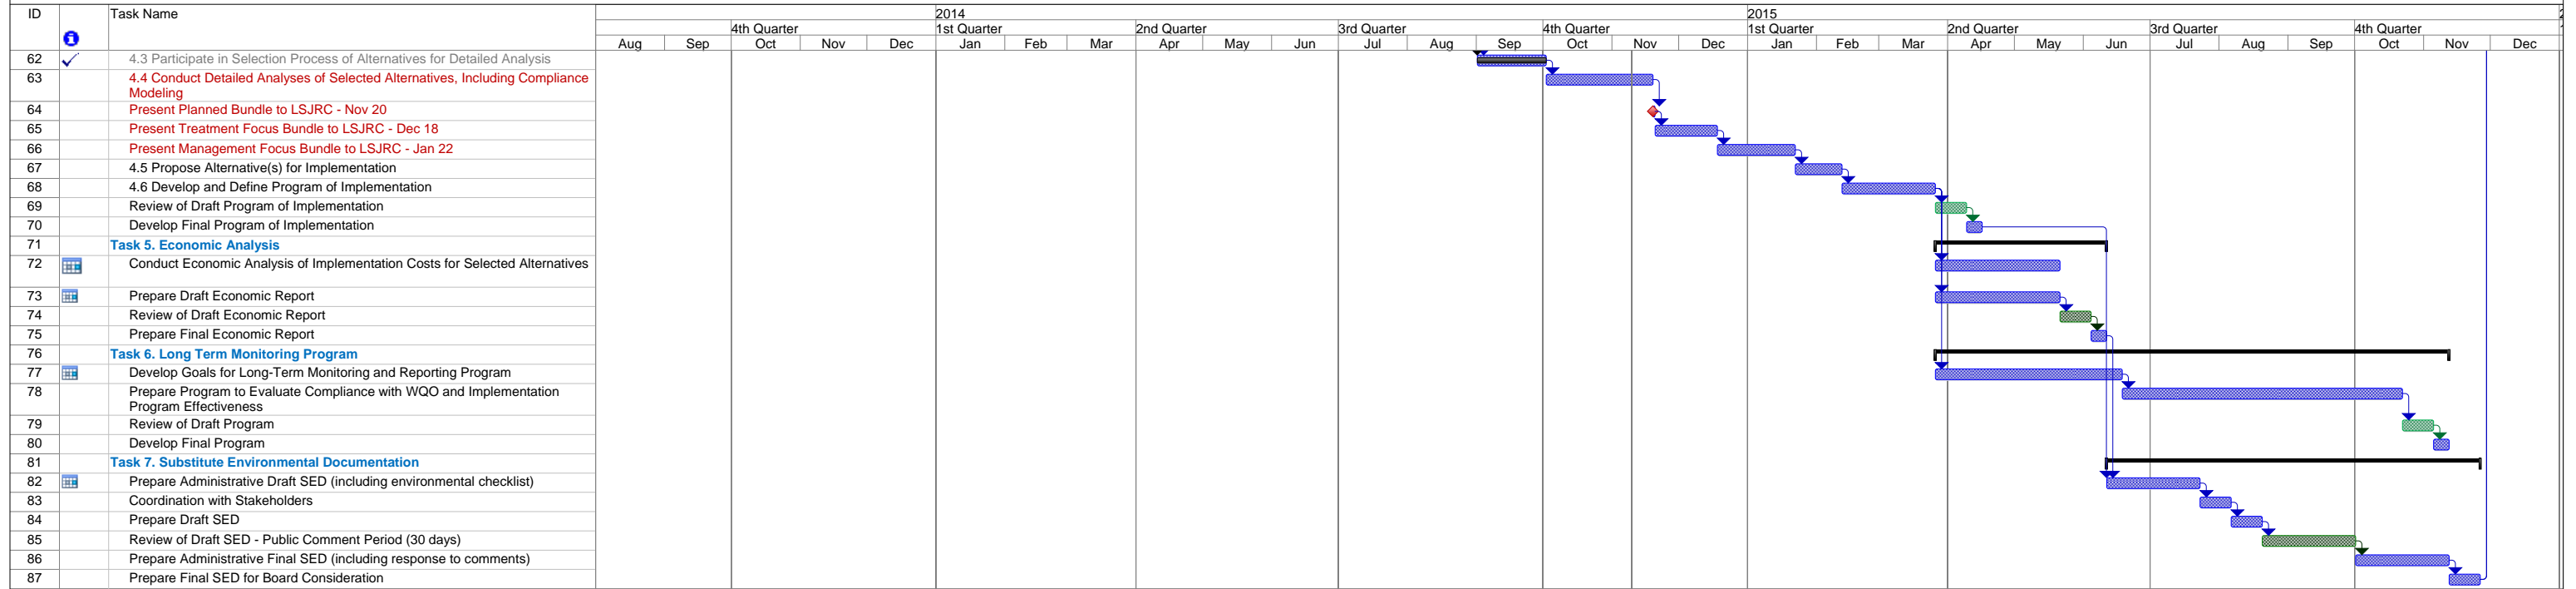 ID Task Name 2014 2015 2
4th Quarter 1st Quarter 2nd Quarter 3rd Quarter 4th Quarter 1st Quarter 2nd Quarter 3rd Quarter 4th Quarter
Aug Sep Oct Nov Dec Jan Feb Mar Apr May Jun Jul Aug Sep Oct Nov Dec Jan Feb Mar Apr May Jun Jul Aug Sep Oct Nov Dec
62 4.3 Participate in Selection Process of Alternatives for Detailed Analysis
63 4.4 Conduct Detailed Analyses of Selected Alternatives, Including Compliance
Modeling
64 Present Planned Bundle to LSJRC - Nov 20
65 Present Treatment Focus Bundle to LSJRC - Dec 18
66 Present Management Focus Bundle to LSJRC - Jan 22
67 4.5 Propose Alternative(s) for Implementation
68 4.6 Develop and Define Program of Implementation
69 Review of Draft Program of Implementation
70 Develop Final Program of Implementation
71 Task 5. Economic Analysis
72 Conduct Economic Analysis of Implementation Costs for Selected Alternatives
73 Prepare Draft Economic Report
74 Review of Draft Economic Report
75 Prepare Final Economic Report
76 Task 6. Long Term Monitoring Program
77 Develop Goals for Long-Term Monitoring and Reporting Program
78 Prepare Program to Evaluate Compliance with WQO and Implementation
Program Effectiveness
79 Review of Draft Program
80 Develop Final Program
81 Task 7. Substitute Environmental Documentation
82 Prepare Administrative Draft SED (including environmental checklist)
83 Coordination with Stakeholders
84 Prepare Draft SED
85 Review of Draft SED - Public Comment Period (30 days)
86 Prepare Administrative Final SED (including response to comments)
87 Prepare Final SED for Board Consideration